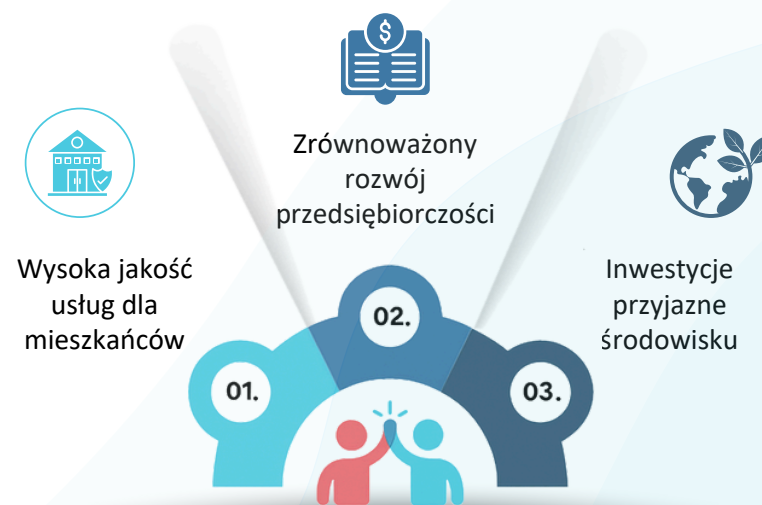 $
Zrównoważony
rozwój
przedsiębiorczości
Wysoka jakość
usług dla
mieszkańców
Inwestycje
przyjazne
środowisku
01.
02.
03.